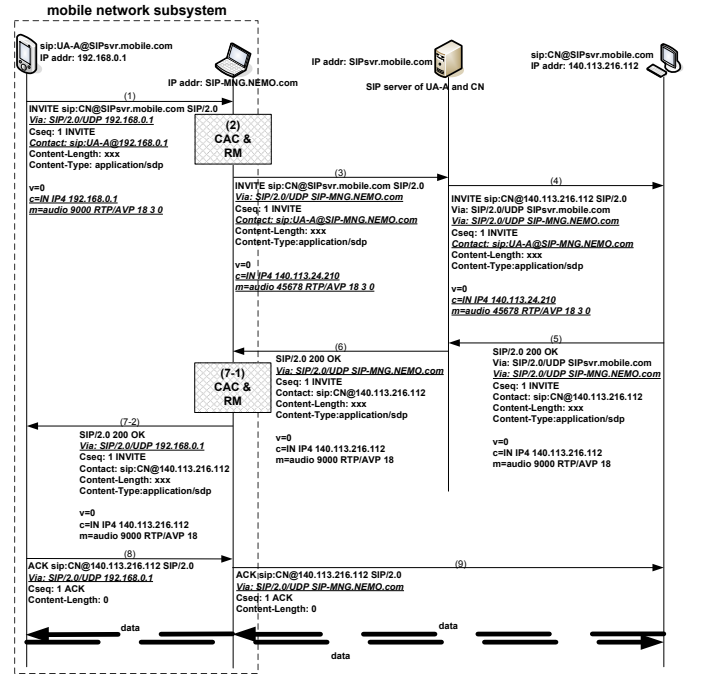 mobile network subsystem
sip:UA-A@SIPsvr.mobile.com
IP addr: 192.168.0.1
IP addr: SIP-MNG.NEMO.com
IP addr: SIPsvr.mobile.com
SIP server of UA-A and CN
sip:CN@SIPsvr.mobile.com
IP addr: 140.113.216.112
(1)
INVITE sip:CN@SIPsvr.mobile.com SIP/2.0
Via: SIP/2.0/UDP 192.168.0.1
Cseq: 1 INVITE
Contact: sip:UA-A@192.168.0.1
Content-Length: xxx
Content-Type: application/sdp
v=0
c=IN IP4 192.168.0.1
m=audio 9000 RTP/AVP 18 3 0
(2)
CAC &
RM
(3)
INVITE sip:CN@SIPsvr.mobile.com SIP/2.0
Via: SIP/2.0/UDP SIP-MNG.NEMO.com
Cseq: 1 INVITE
Contact: sip:UA-A@SIP-MNG.NEMO.com
Content-Length: xxx
Content-Type:application/sdp
v=0
c=IN IP4 140.113.24.210
m=audio 45678 RTP/AVP 18 3 0
(4)
INVITE sip:CN@140.113.216.112 SIP/2.0
Via: SIP/2.0/UDP SIPsvr.mobile.com
Via: SIP/2.0/UDP SIP-MNG.NEMO.com
Cseq: 1 INVITE
Contact: sip:UA-A@SIP-MNG.NEMO.com
Content-Length: xxx
Content-Type:application/sdp
v=0
c=IN IP4 140.113.24.210
m=audio 45678 RTP/AVP 18 3 0
(5)
SIP/2.0 200 OK
Via: SIP/2.0/UDP SIPsvr.mobile.com
Via: SIP/2.0/UDP SIP-MNG.NEMO.com
Cseq: 1 INVITE
Contact: sip:CN@140.113.216.112
Content-Length: xxx
Content-Type:application/sdp
v=0
c=IN IP4 140.113.216.112
m=audio 9000 RTP/AVP 18
(6)
SIP/2.0 200 OK
Via: SIP/2.0/UDP SIP-MNG.NEMO.com
Cseq: 1 INVITE
Contact: sip:CN@140.113.216.112
Content-Length: xxx
Content-Type:application/sdp
v=0
c=IN IP4 140.113.216.112
m=audio 9000 RTP/AVP 18
(7-1)
CAC &
RM
(7-2)
SIP/2.0 200 OK
Via: SIP/2.0/UDP 192.168.0.1
Cseq: 1 INVITE
Contact: sip:CN@140.113.216.112
Content-Length: xxx
Content-Type:application/sdp
v=0
c=IN IP4 140.113.216.112
m=audio 9000 RTP/AVP 18
(8)
ACK sip:CN@140.113.216.112 SIP/2.0
Via: SIP/2.0/UDP 192.168.0.1
Cseq: 1 ACK
Content-Length: 0
(9)
ACK sip:CN@140.113.216.112 SIP/2.0
Via: SIP/2.0/UDP SIP-MNG.NEMO.com
Cseq: 1 ACK
Content-Length: 0
data
data
data